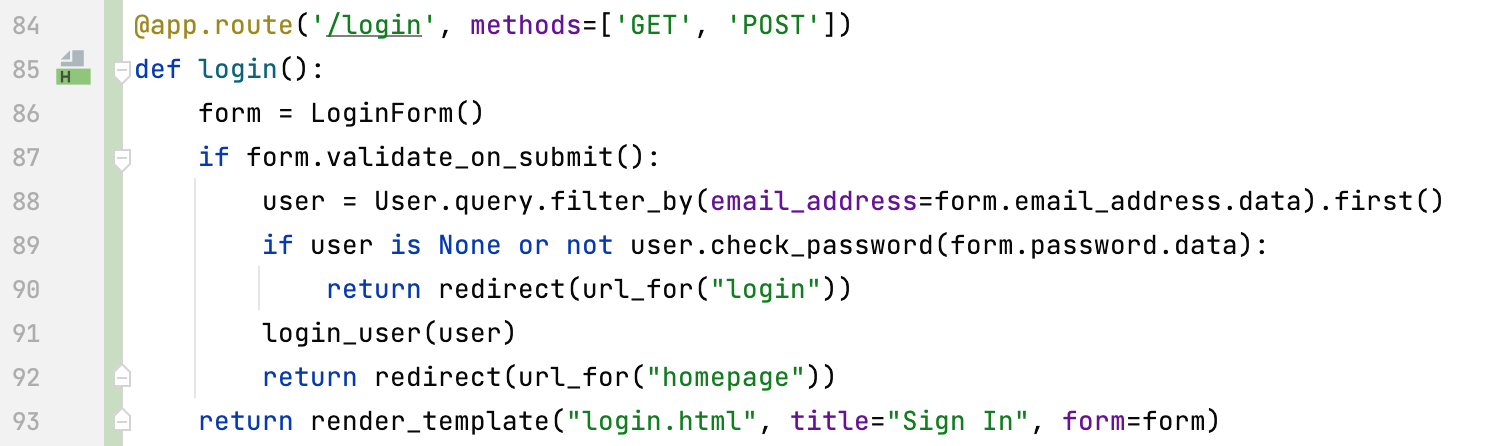 84 @app.route('/login', methods=['GET', 'POST'])
85 H def login():
86     form = LoginForm()
87     if form.validate_on_submit():
88         user = User.query.filter_by(email_address=form.email_address.data).first()
89         if user is None or not user.check_password(form.password.data):
90             return redirect(url_for("login"))
91         login_user(user)
92         return redirect(url_for("homepage"))
93     return render_template("login.html", title="Sign In", form=form)